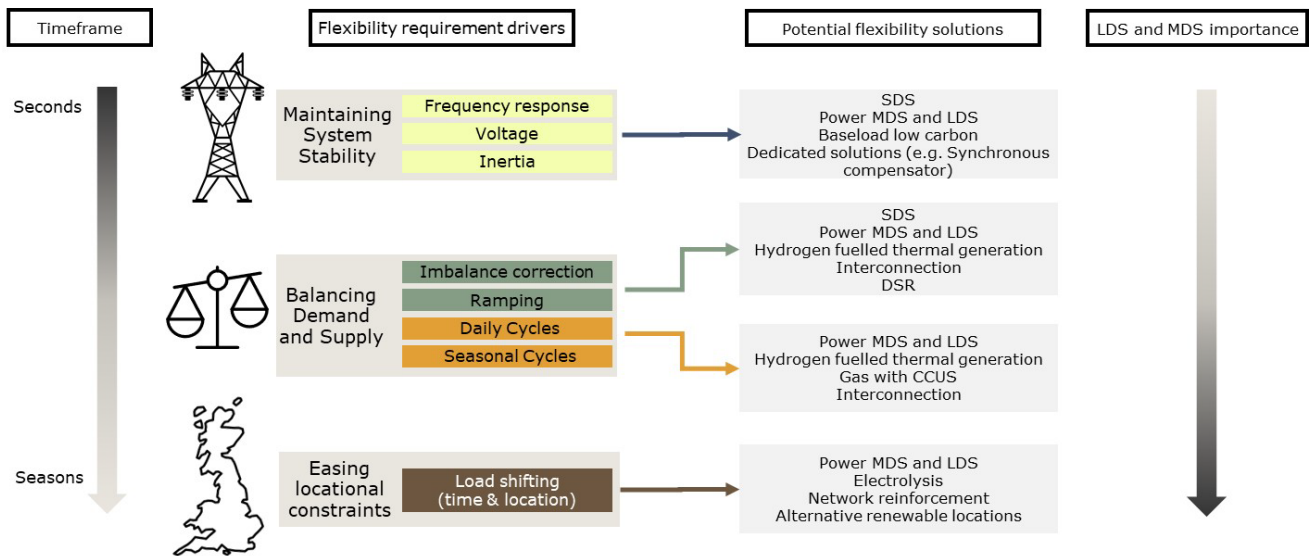 Timeframe
Flexibility requirement drivers
Potential flexibility solutions
LDS and MDS importance
Seconds
Seasons
Maintaining
System
Stability
Frequency response
Voltage
Inertia
SDS
Power MDS and LDS
Baseload low carbon
Dedicated solutions (e.g. Synchronous
compensator)
Balancing
Demand
and Supply
Imbalance correction
Ramping
Daily Cycles
Seasonal Cycles
SDS
Power MDS and LDS
Hydrogen fuelled thermal generation
Interconnection
DSR
Power MDS and LDS
Hydrogen fuelled thermal generation
Gas with CCUS
Interconnection
Easing
locational
constraints
Load shifting
(time & location)
Power MDS and LDS
Electrolysis
Network reinforcement
Alternative renewable locations